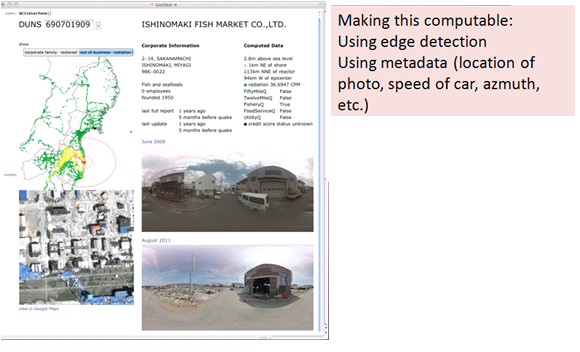 Untitled-4
DUNS 690701909
show
corporate family restored out of business radiation
View in Google Maps
ISHINOMAKI FISH MARKET CO.,LTD.
Corporate Information
2-14, SAKANAMACHI
ISHINOMAKI, MIYAGI
986-0022
Fish and seafoods
0 employees
founded 1950
last full report 1 years ago
5 months before quake
last update 1 years ago
5 months before quake
Computed Data
2.8m above sea level
< 1km NE of shore
113km NNE of reactor
94km W of epicenter
radiation 36.6947 CPM
FiftyMileQ False
TwelveMileQ False
FisheryQ True
FoodServiceQ False
UtilityQ False
credit score status unknown
June 2008
August 2011
Making this computable:
Using edge detection
Using metadata (location of
photo, speed of car, azmuth,
etc.)